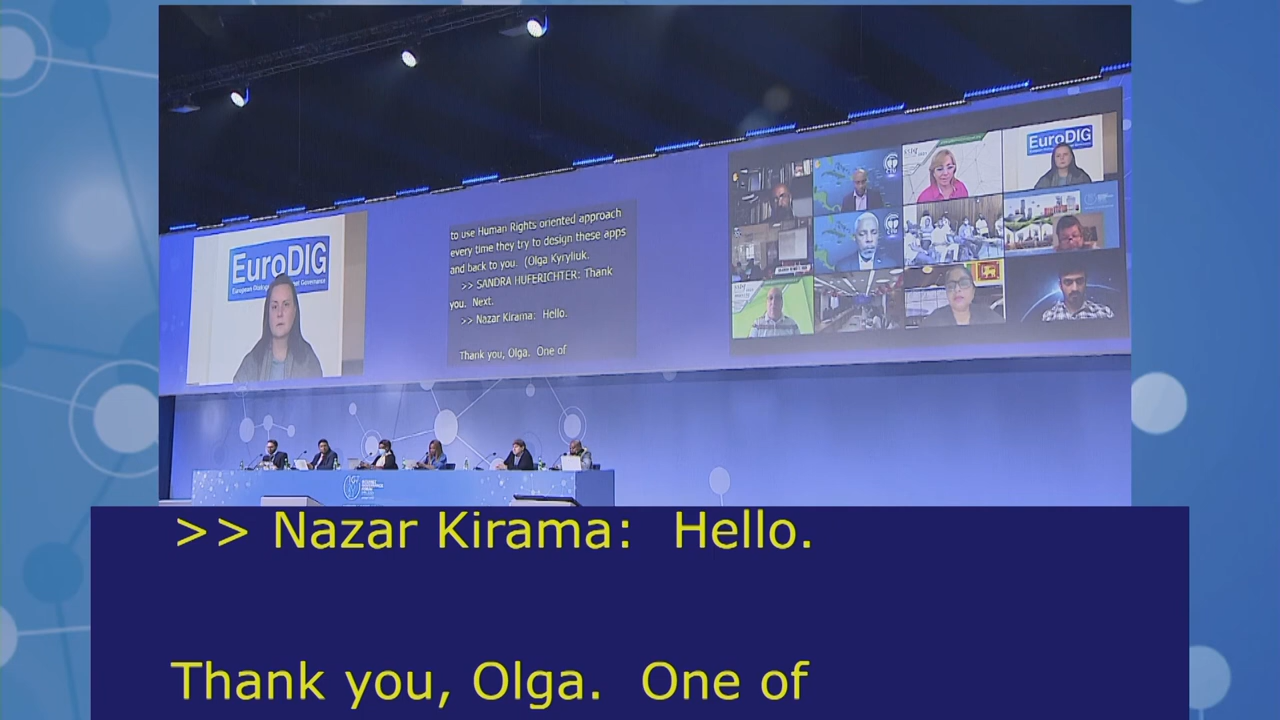 EuroDIG
to use Human Rights oriented approach
every time they try to design these apps
and back to you. (Olga Kyryliuk.
>> SANDRA HUFERICHTER: Thank
you. Next.
>> Nazar Kirama: Hello.
Thank you, Olga. One of
EuroDIG
>> Nazar Kirama: Hello.
Thank you, Olga. One of